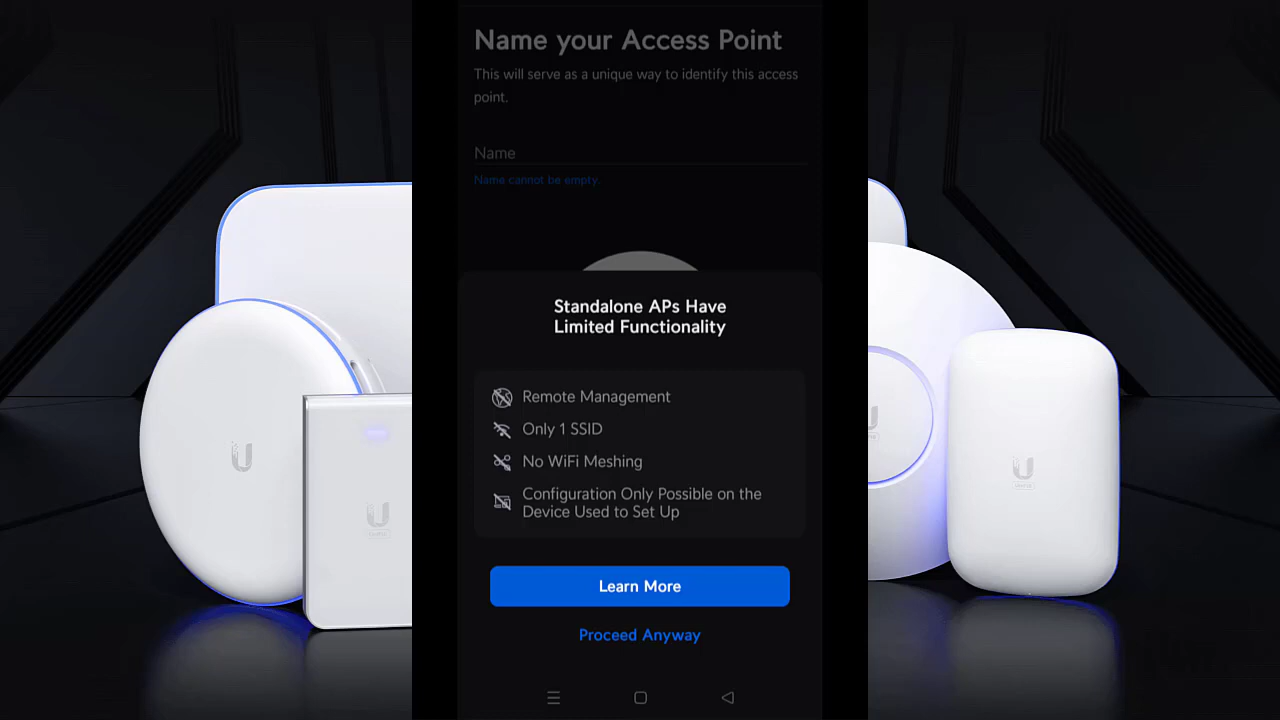 Name your Access Point
This will serve as a unique way to identify this access
point.
Name
Name cannot be empty.
Standalone APs Have
Limited Functionality
Remote Management
Only 1 SSID
No WiFi Meshing
Configuration Only Possible on the
Device Used to Set Up
Learn More
Proceed Anyway